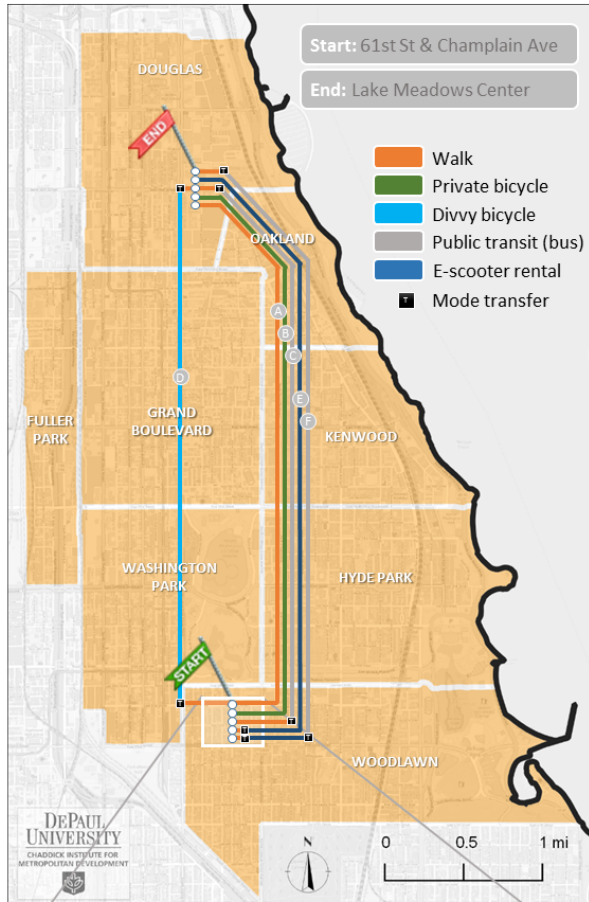 Start: 61st St & Champlain Ave
End: Lake Meadows Center
DOUGLAS
END
Walk
Private bicycle
Divvy bicycle
Public transit (bus)
E-scooter rental
T Mode transfer
T
T
T
OAKLAND
A
B
C
D
E
F
FULLER
PARK
GRAND
BOULEVARD
KENWOOD
WASHINGTON
PARK
HYDE PARK
START
T
T
T
T
T
WOODLAWN
DEPAUL
UNIVERSITY
CHADDICK INSTITUTE FOR
METROPOLITAN DEVELOPMENT
N
0 0.5 1 mi